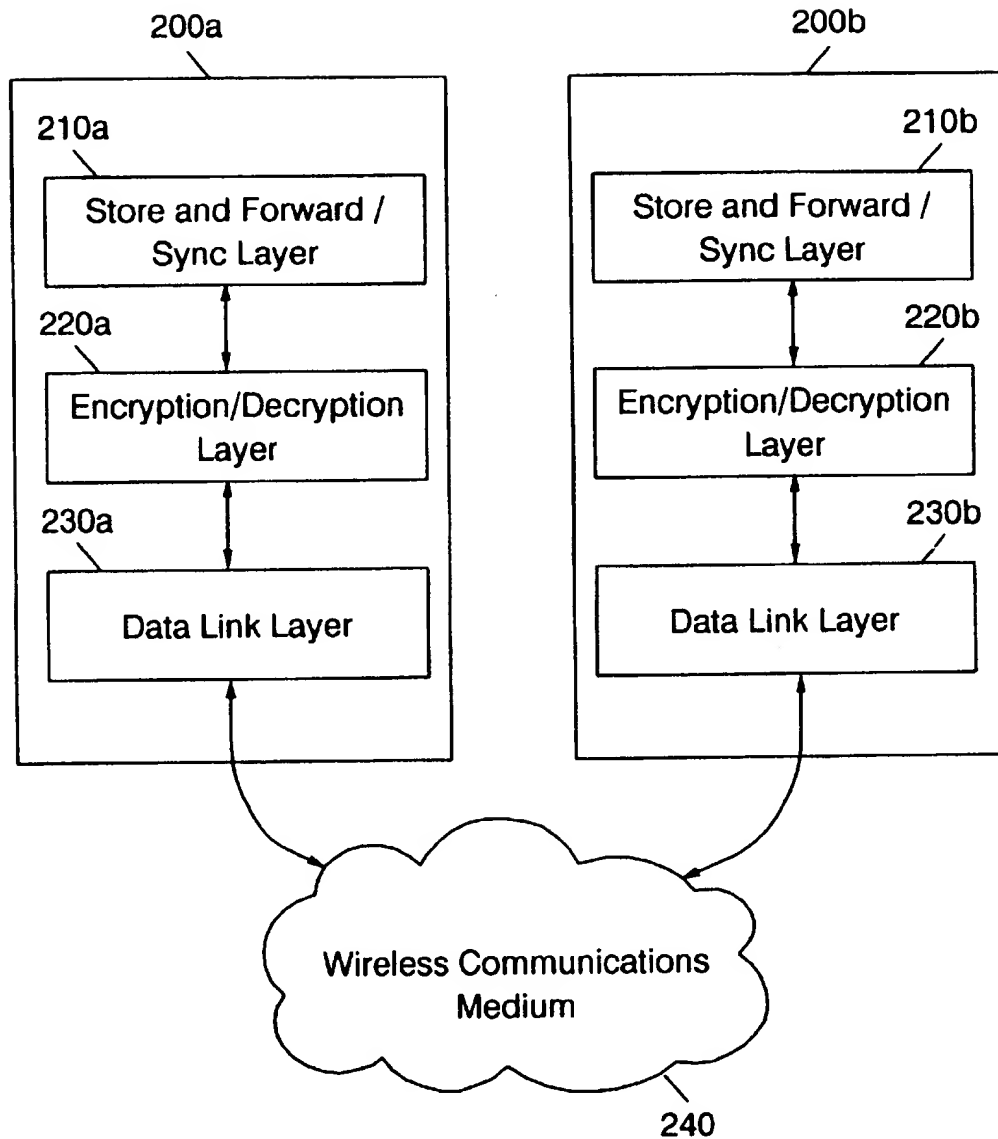 200a
200b
210a
210b
Store and Forward /
Sync Layer
Store and Forward /
Sync Layer
220a
220b
Encryption/Decryption
Layer
Encryption/Decryption
Layer
230a
230b
Data Link Layer
Data Link Layer
Wireless Communications
Medium
240